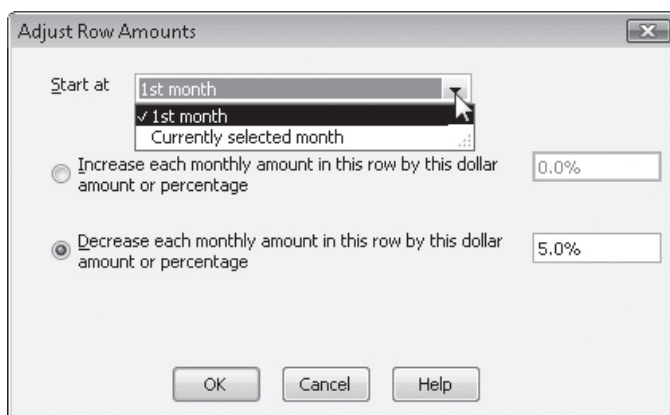 Adjust Row Amounts
Start at
1st month
✓ 1st month
Currently selected month
Increase each monthly amount in this row by this dollar
amount or percentage
0.0%
Decrease each monthly amount in this row by this dollar
amount or percentage
5.0%
OK
Cancel
Help